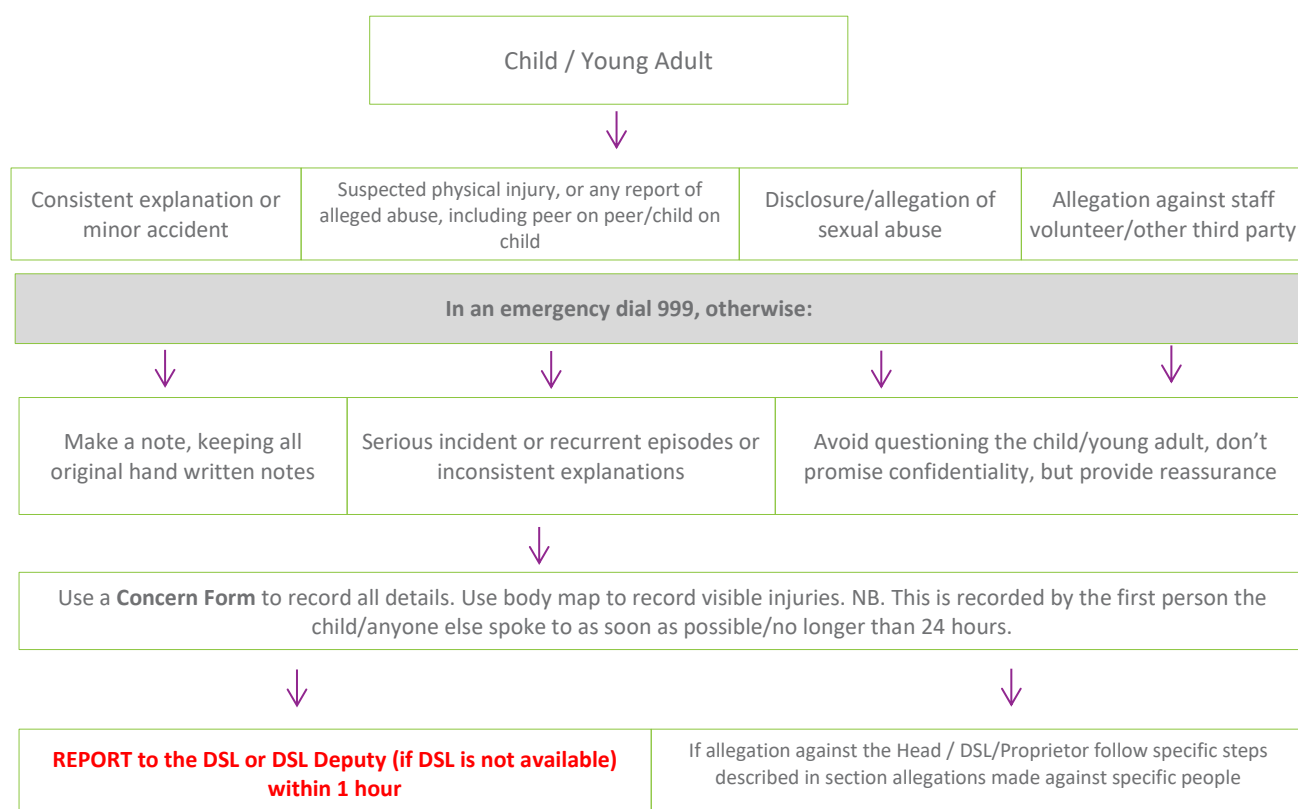 Child / Young Adult
Consistent explanation or
minor accident
Suspected physical injury, or any report of
alleged abuse, including peer on peer/child on
child
Disclosure/allegation of
sexual abuse
Allegation against staff
volunteer/other third party
In an emergency dial 999, otherwise:
Make a note, keeping all
original hand written notes
Serious incident or recurrent episodes or
inconsistent explanations
Avoid questioning the child/young adult, don’t
promise confidentiality, but provide reassurance
Use a Concern Form to record all details. Use body map to record visible injuries. NB. This is recorded by the first person the
child/anyone else spoke to as soon as possible/no longer than 24 hours.
REPORT to the DSL or DSL Deputy (if DSL is not available)
within 1 hour
If allegation against the Head / DSL/Proprietor follow specific steps
described in section allegations made against specific people